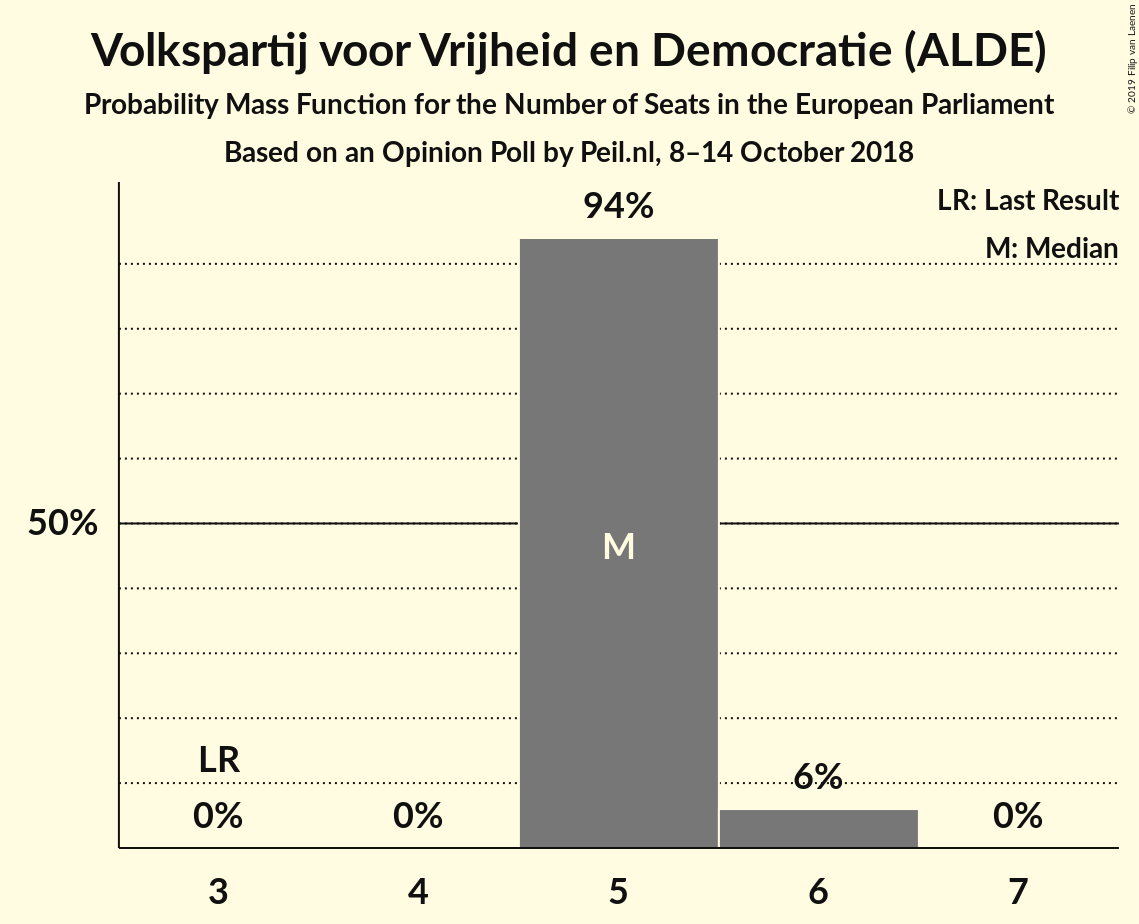 Volkspartij voor Vrijheid en Democratie (ALDE)
Probability Mass Function for the Number of Seats in the European Parliament
Based on an Opinion Poll by Peil.nl, 8–14 October 2018
© 2019 Filip van Laenen
LR: Last Result
M: Median
94%
50%
M
LR
6%
0%
0%
0%
3
4
5
6
7